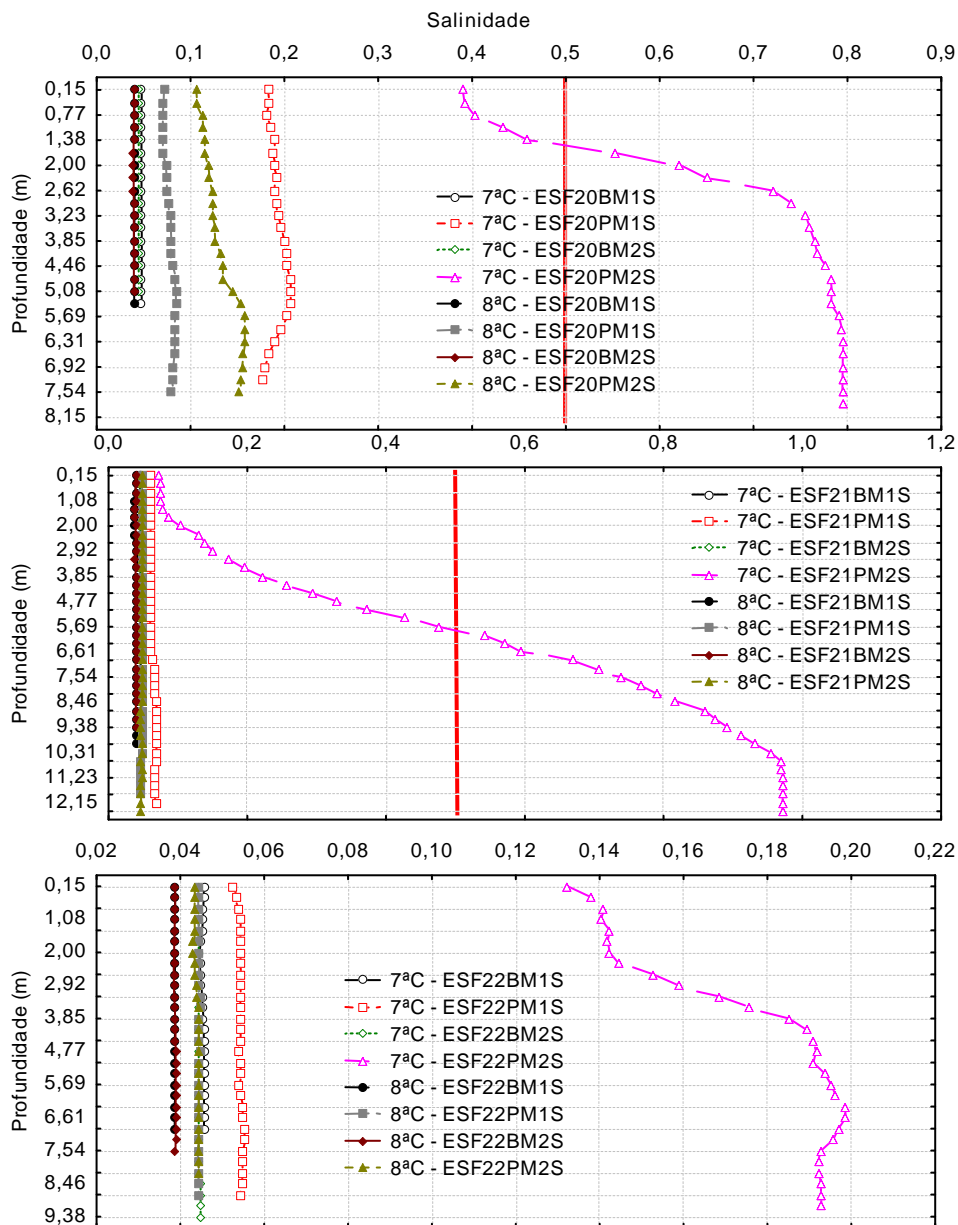 Salinidade
0,0 0,1 0,2 0,3 0,4 0,5 0,6 0,7 0,8 0,9
Profundidade (m)
0,15
0,77
1,38
2,00
2,62
3,23
3,85
4,46
5,08
5,69
6,31
6,92
7,54
8,15
7ªC - ESF20BM1S
7ªC - ESF20PM1S
7ªC - ESF20BM2S
7ªC - ESF20PM2S
8ªC - ESF20BM1S
8ªC - ESF20PM1S
8ªC - ESF20BM2S
8ªC - ESF20PM2S
0,0 0,2 0,4 0,6 0,8 1,0 1,2
Profundidade (m)
0,15
1,08
2,00
2,92
3,85
4,77
5,69
6,61
7,54
8,46
9,38
10,31
11,23
12,15
7ªC - ESF21BM1S
7ªC - ESF21PM1S
7ªC - ESF21BM2S
7ªC - ESF21PM2S
8ªC - ESF21BM1S
8ªC - ESF21PM1S
8ªC - ESF21BM2S
8ªC - ESF21PM2S
0,02 0,04 0,06 0,08 0,10 0,12 0,14 0,16 0,18 0,20 0,22
Profundidade (m)
0,15
1,08
2,00
2,92
3,85
4,77
5,69
6,61
7,54
8,46
9,38
7ªC - ESF22BM1S
7ªC - ESF22PM1S
7ªC - ESF22BM2S
7ªC - ESF22PM2S
8ªC - ESF22BM1S
8ªC - ESF22PM1S
8ªC - ESF22BM2S
8ªC - ESF22PM2S